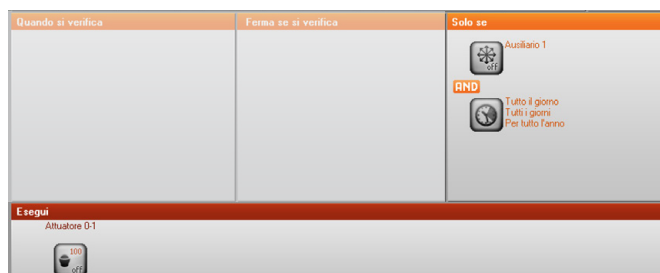 Quando si verifica
Ferma se si verifica
Solo se
Ausiliario 1
off
AND
Tutto il giorno
Tutti i giorni
Per tutto l'anno
Esegui
Attuatore 0-1
100
off